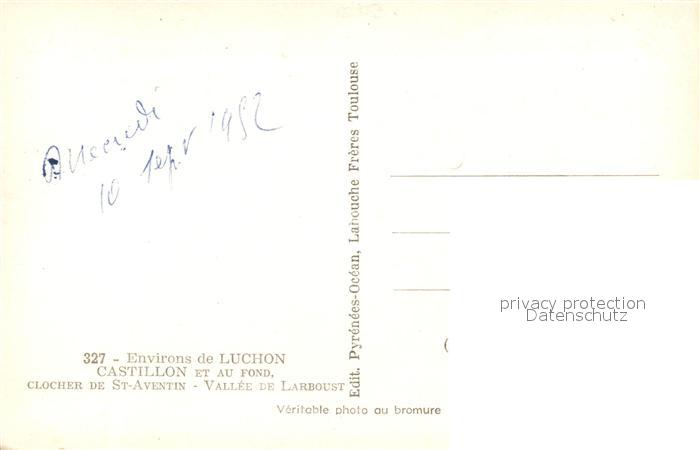 Mercredi
10 Sept 1952
Edit. Pyrénées-Océan, Labouche Frères Toulouse
327 - Environs de LUCHON
CASTILLON ET AU FOND,
CLOCHER DE ST-AVENTIN - VALLÉE DE LARBOUST
Véritable photo au bromure
(
privacy protection
Datenschutz